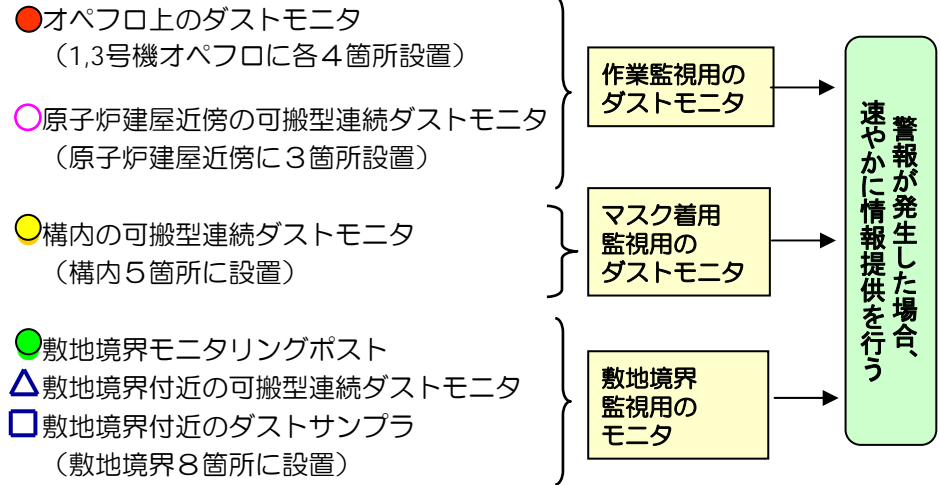 オペフロ上のダストモニタ
（1,3号機オペフロに各４箇所設置）
原子炉建屋近傍の可搬型連続ダストモニタ
（原子炉建屋近傍に３箇所設置）
作業監視用の
ダストモニタ
構内の可搬型連続ダストモニタ
（構内５箇所に設置）
マスク着用
監視用の
ダストモニタ
敷地境界モニタリングポスト
敷地境界付近の可搬型連続ダストモニタ
敷地境界付近のダストサンプラ
（敷地境界８箇所に設置）
敷地境界
監視用の
モニタ
警報が発生した場合、
速やかに情報提供を行う